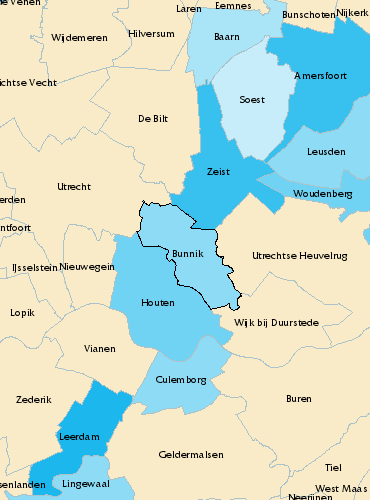 de Venen
Laren
Eemnes
Bunschoten
Nijkerk
Wijdemeren
Hilversum
Baarn
Amersfoort
ichtse Vecht
Soest
De Bilt
Leusden
Zeist
Utrecht
Woudenberg
erden
ntfoort
Bunnik
Utrechtse Heuvelrug
IJsselstein
Nieuwegein
Houten
Lopik
Wijk bij Duurstede
Vianen
Culemborg
Zederik
Buren
Leerdam
Geldermalsen
Tiel
senlanden
Lingewaal
West Maas
Neerijnen